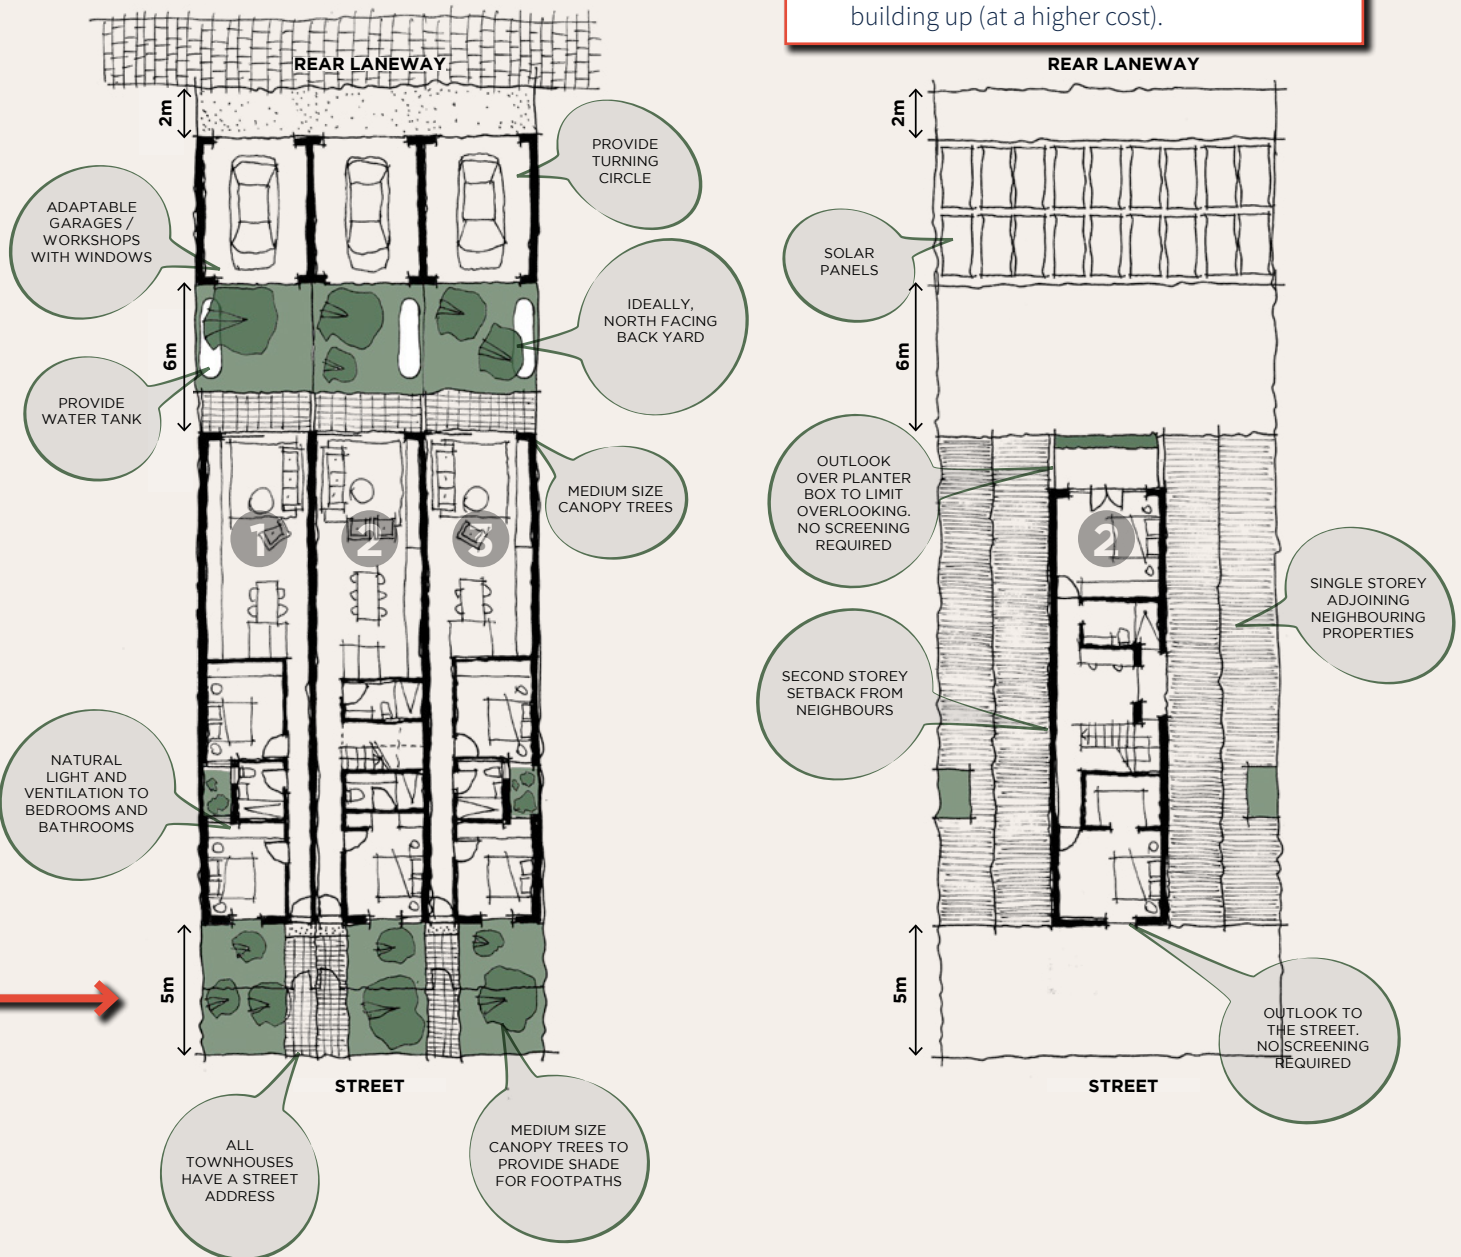 building up (at a higher cost).
REAR LANEWAY
2m
PROVIDE
TURNING
CIRCLE
ADAPTABLE
GARAGES /
WORKSHOPS
WITH WINDOWS
IDEALLY,
NORTH FACING
BACK YARD
6m
PROVIDE
WATER TANK
MEDIUM SIZE
CANOPY TREES
1
2
3
NATURAL
LIGHT AND
VENTILATION TO
BEDROOMS AND
BATHROOMS
5m
STREET
ALL
TOWNHOUSES
HAVE A STREET
ADDRESS
MEDIUM SIZE
CANOPY TREES TO
PROVIDE SHADE
FOR FOOTPATHS
REAR LANEWAY
2m
SOLAR
PANELS
6m
OUTLOOK
OVER PLANTER
BOX TO LIMIT
OVERLOOKING.
NO SCREENING
REQUIRED
2
SINGLE STOREY
ADJOINING
NEIGHBOURING
PROPERTIES
SECOND STOREY
SETBACK FROM
NEIGHBOURS
5m
OUTLOOK TO
THE STREET.
NO SCREENING
REQUIRED
STREET